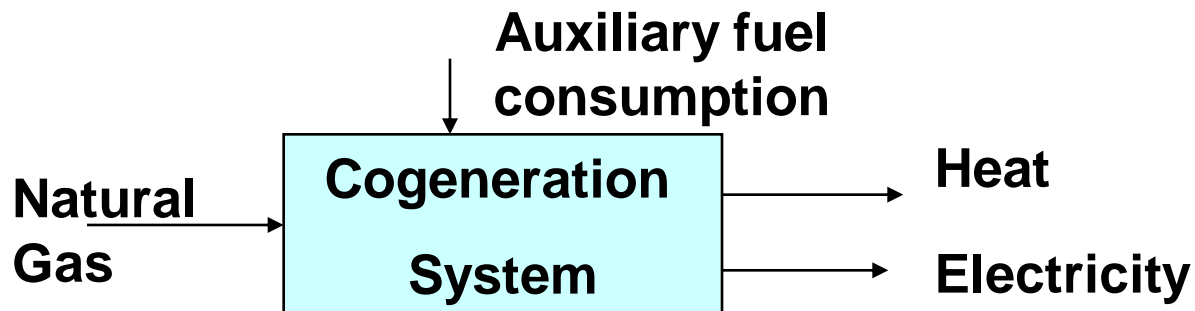 Auxiliary fuel
consumption
Natural
Gas
Cogeneration
System
Heat
Electricity